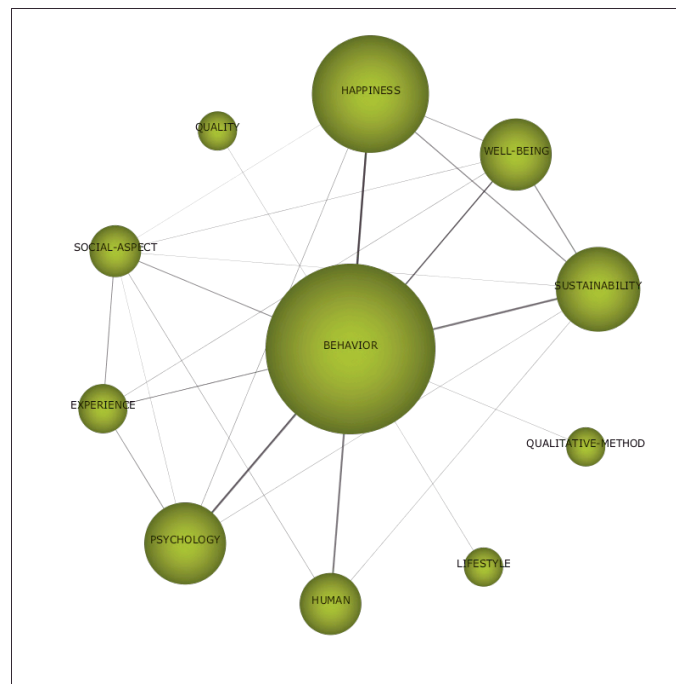 HAPPINESS
QUALITY
WELL-BEING
SOCIAL-ASPECT
SUSTAINABILITY
BEHAVIOR
EXPERIENCE
QUALITATIVE-METHOD
PSYCHOLOGY
LIFESTYLE
HUMAN